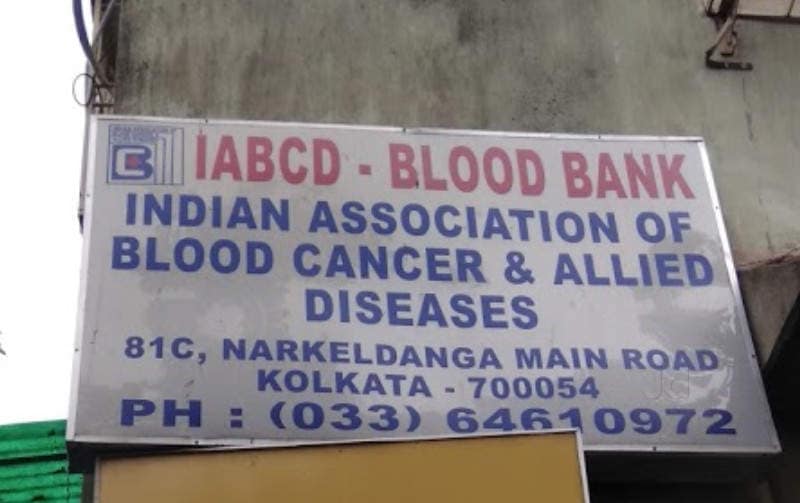 IABCD - BLOOD BANK
INDIAN ASSOCIATION OF
BLOOD CANCER & ALLIED
DISEASES
81C, NARKELDANGA MAIN ROAD
KOLKATA - 700054
PH : (033) 64610972
Jd